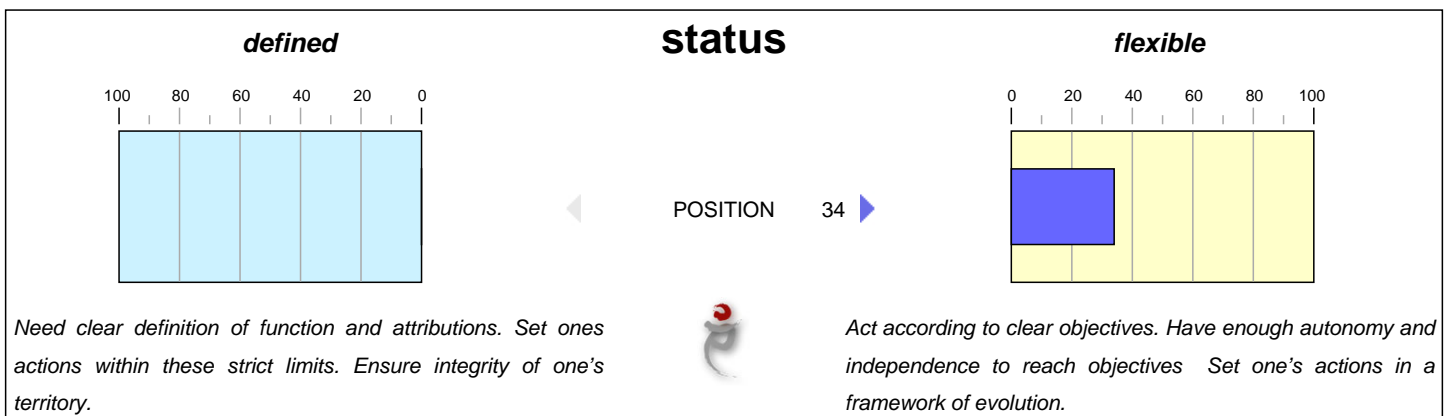 defined
status
flexible
100 80 60 40 20 0
0 20 40 60 80 100
POSITION 34
Need clear definition of function and attributions. Set ones
actions within these strict limits. Ensure integrity of one's
territory.
Act according to clear objectives. Have enough autonomy and
independence to reach objectives Set one's actions in a
framework of evolution.